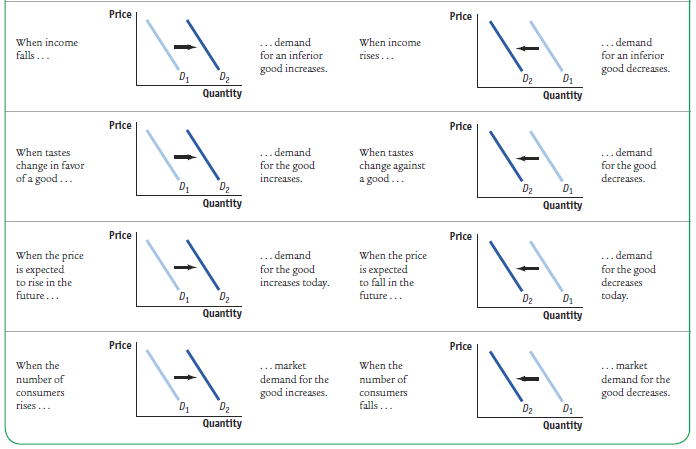 Price
When income
falls ...
D1 D2
Quantity
... demand
for an inferior
good increases.
When income
rises ...
Price
D2 D1
Quantity
... demand
for an inferior
good decreases.
Price
When tastes
change in favor
of a good ...
D1 D2
Quantity
... demand
for the good
increases.
When tastes
change against
a good ...
Price
D2 D1
Quantity
... demand
for the good
decreases.
Price
When the price
is expected
to rise in the
future ...
D1 D2
Quantity
... demand
for the good
increases today.
When the price
is expected
to fall in the
future ...
Price
D2 D1
Quantity
... demand
for the good
decreases
today.
Price
When the
number of
consumers
rises ...
D1 D2
Quantity
... market
demand for the
good increases.
When the
number of
consumers
falls ...
Price
D2 D1
Quantity
... market
demand for the
good decreases.